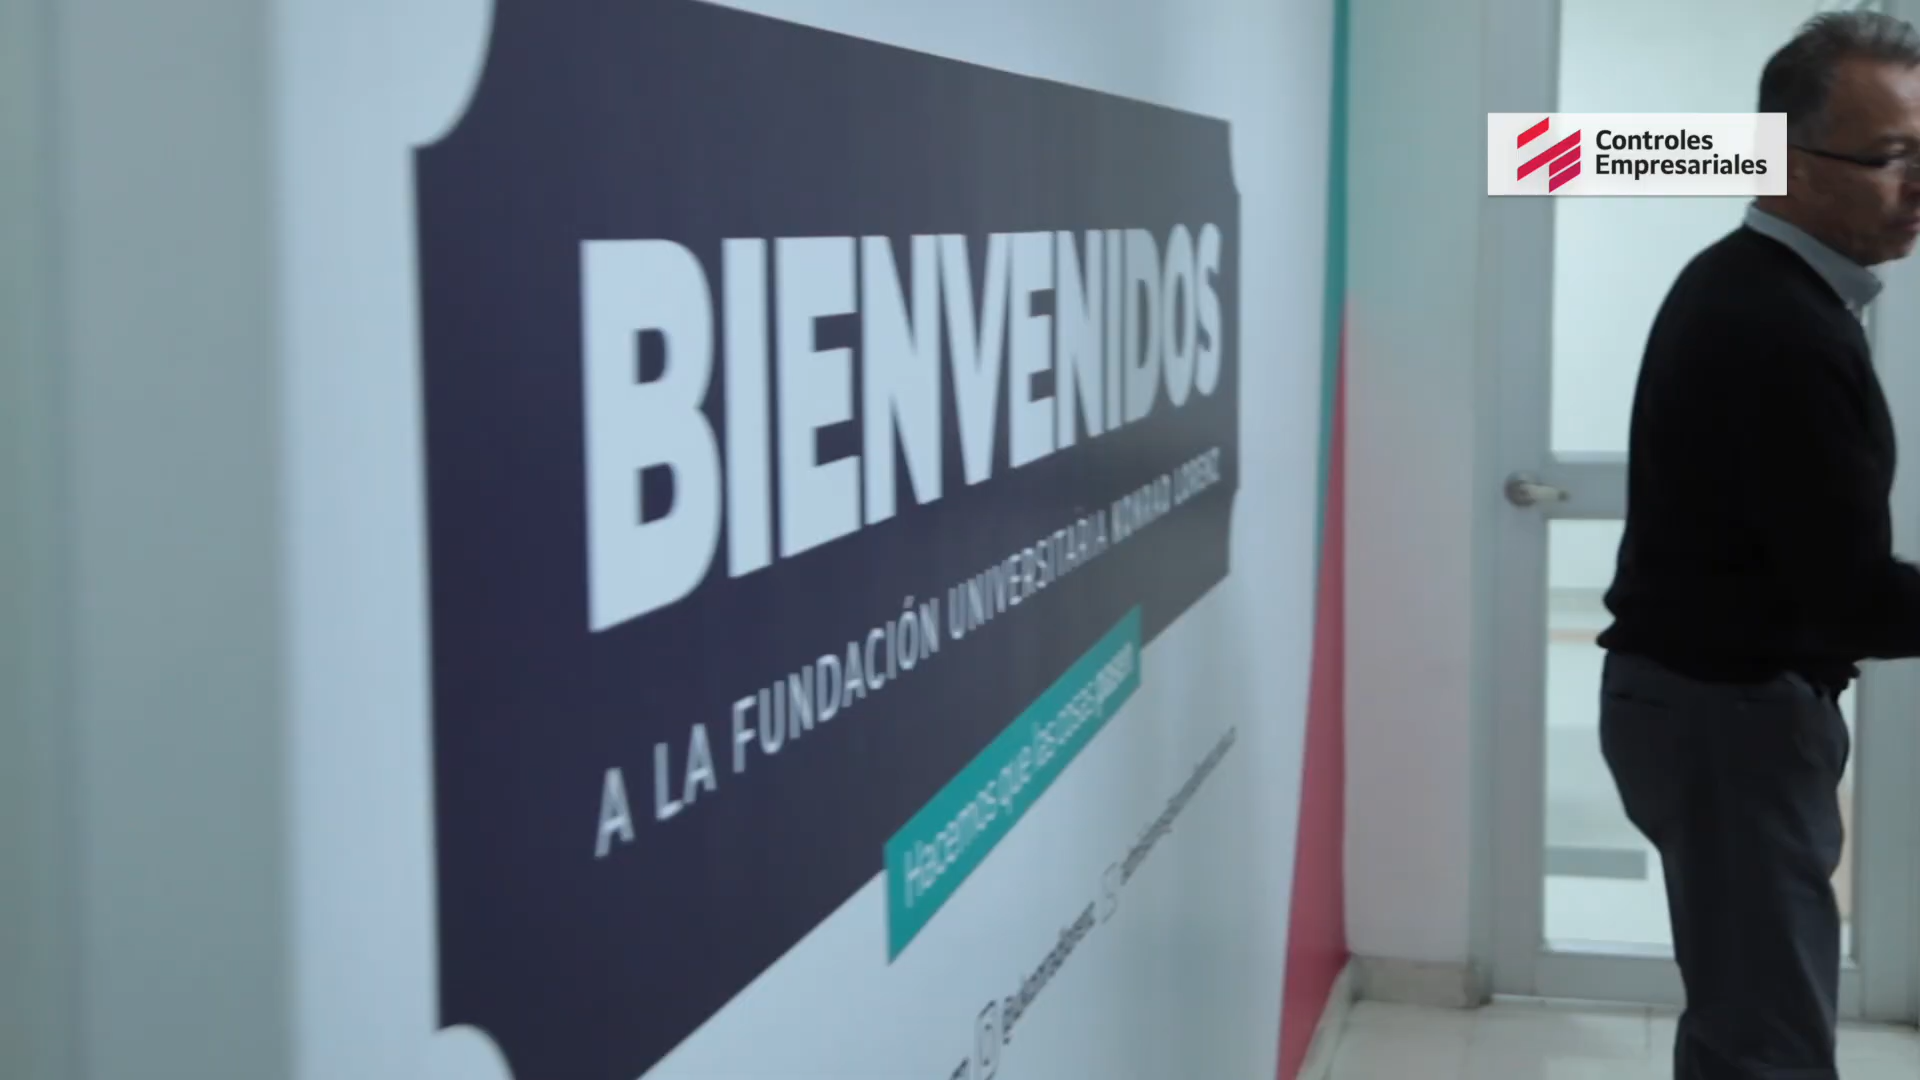 Controles
Empresariales
BIENVENIDOS
A LA FUNDACIÓN UNIVERSITARIA KONRAD LORENZ
Hacemos que las cosas pasen